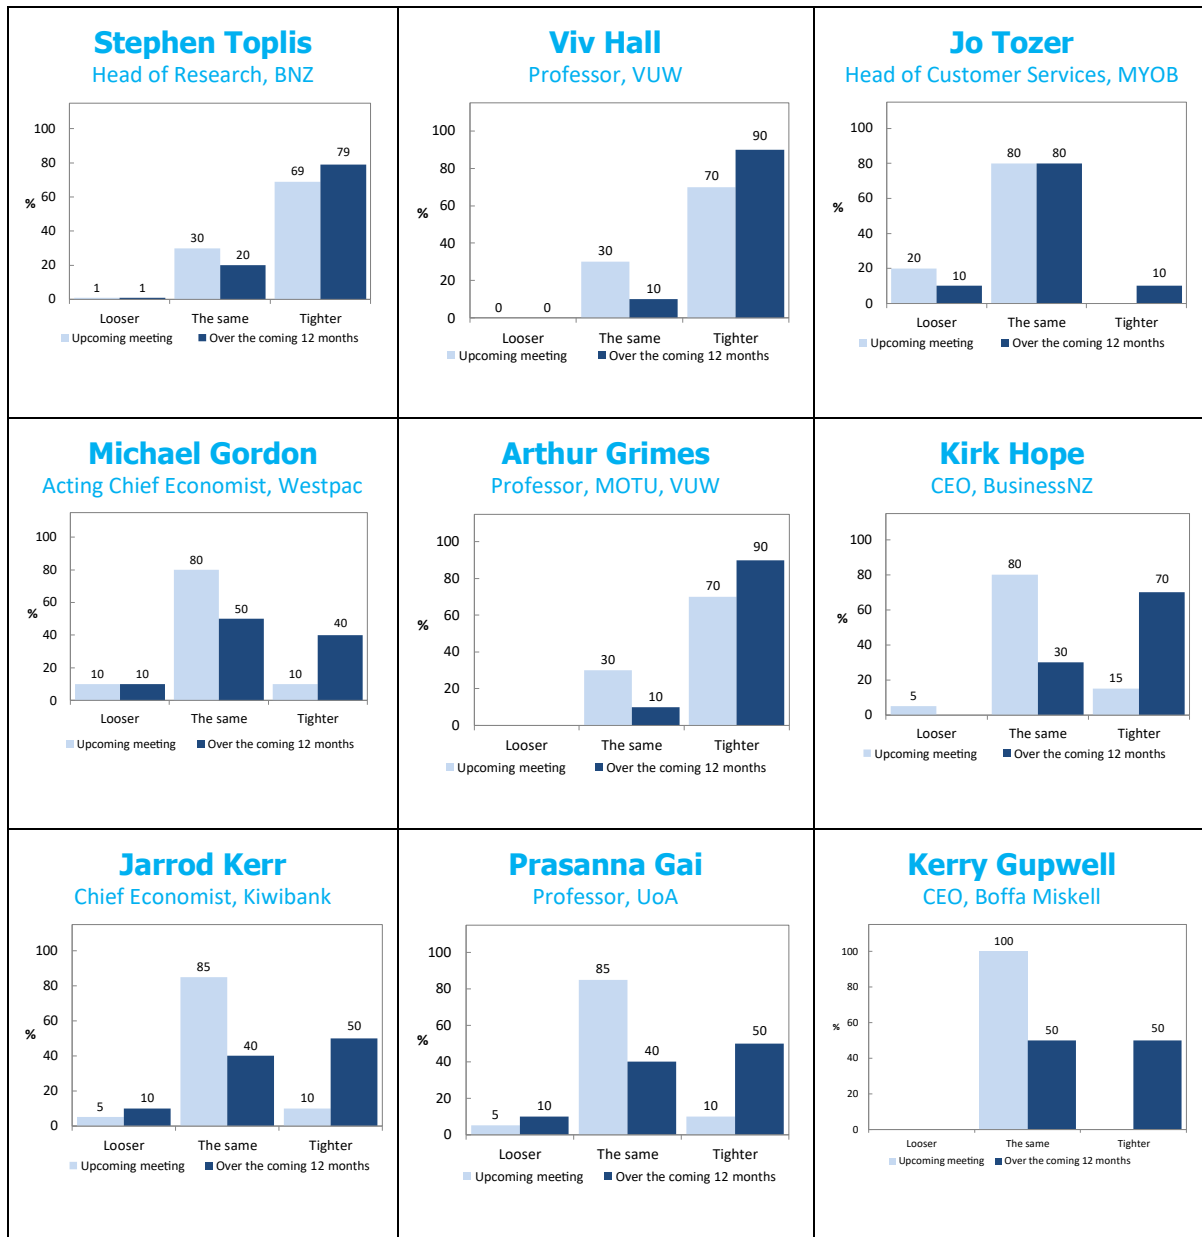 Stephen Toplis
Head of Research, BNZ
100
80
60
40
20
0
%
1
1
30
20
69
79
Looser
The same
Tighter
Upcoming meeting
Over the coming 12 months
Viv Hall
Professor, VUW
100
80
60
40
20
0
%
0
0
30
10
70
90
Looser
The same
Tighter
Upcoming meeting
Over the coming 12 months
Jo Tozer
Head of Customer Services, MYOB
100
80
60
40
20
0
%
20
10
80
80
10
Looser
The same
Tighter
Upcoming meeting
Over the coming 12 months
Michael Gordon
Acting Chief Economist, Westpac
100
80
60
40
20
0
%
10
10
80
50
10
40
Looser
The same
Tighter
Upcoming meeting
Over the coming 12 months
Arthur Grimes
Professor, MOTU, VUW
100
80
60
40
20
0
%
30
10
70
90
Looser
The same
Tighter
Upcoming meeting
Over the coming 12 months
Kirk Hope
CEO, BusinessNZ
100
80
60
40
20
0
%
5
80
30
15
70
Looser
The same
Tighter
Upcoming meeting
Over the coming 12 months
Jarrod Kerr
Chief Economist, Kiwibank
100
80
60
40
20
0
%
5
10
85
40
10
50
Looser
The same
Tighter
Upcoming meeting
Over the coming 12 months
Prasanna Gai
Professor, UoA
100
80
60
40
20
0
%
5
10
85
40
10
50
Looser
The same
Tighter
Upcoming meeting
Over the coming 12 months
Kerry Gupwell
CEO, Boffa Miskell
100
80
60
40
20
0
%
100
50
50
Looser
The same
Tighter
Upcoming meeting
Over the coming 12 months